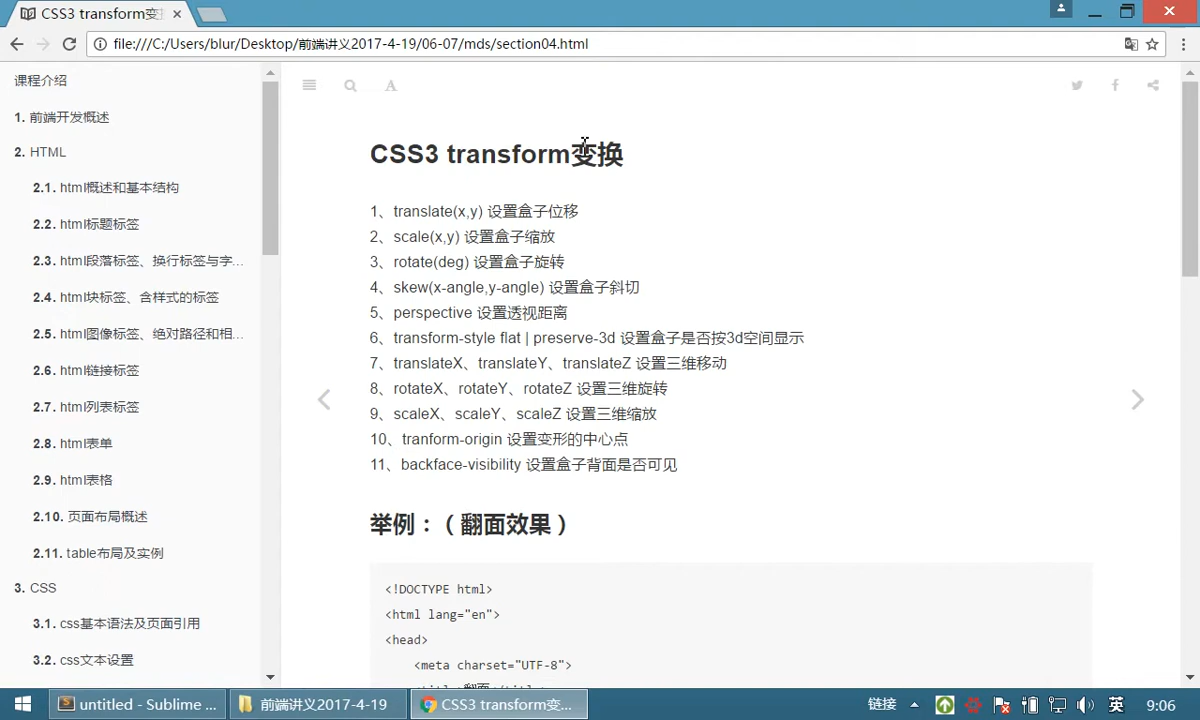 CSS3 transform变
file:///C:/Users/blur/Desktop/前端讲义2017-4-19/06-07/mds/section04.html
课程介绍
1. 前端开发概述
2. HTML
2.1. html概述和基本结构
2.2. html标题标签
2.3. html段落标签、换行标签与字...
2.4. html块标签、含样式的标签
2.5. html图像标签、绝对路径和相...
2.6. html链接标签
2.7. html列表标签
2.8. html表单
2.9. html表格
2.10. 页面布局概述
2.11. table布局及实例
3. CSS
3.1. css基本语法及页面引用
3.2. css文本设置
A
CSS3 transform变换
1、translate(x,y) 设置盒子位移
2、scale(x,y) 设置盒子缩放
3、rotate(deg) 设置盒子旋转
4、skew(x-angle,y-angle) 设置盒子斜切
5、perspective 设置透视距离
6、transform-style flat | preserve-3d 设置盒子是否按3d空间显示
7、translateX、translateY、translateZ 设置三维移动
8、rotateX、rotateY、rotateZ 设置三维旋转
9、scaleX、scaleY、scaleZ 设置三维缩放
10、tranform-origin 设置变形的中心点
11、backface-visibility 设置盒子背面是否可见
举例：（翻面效果）
<!DOCTYPE html>
<html lang="en">
<head>
<meta charset="UTF-8">
untitled - Sublime ...
前端讲义2017-4-19
CSS3 transform变...
链接
英
9:06